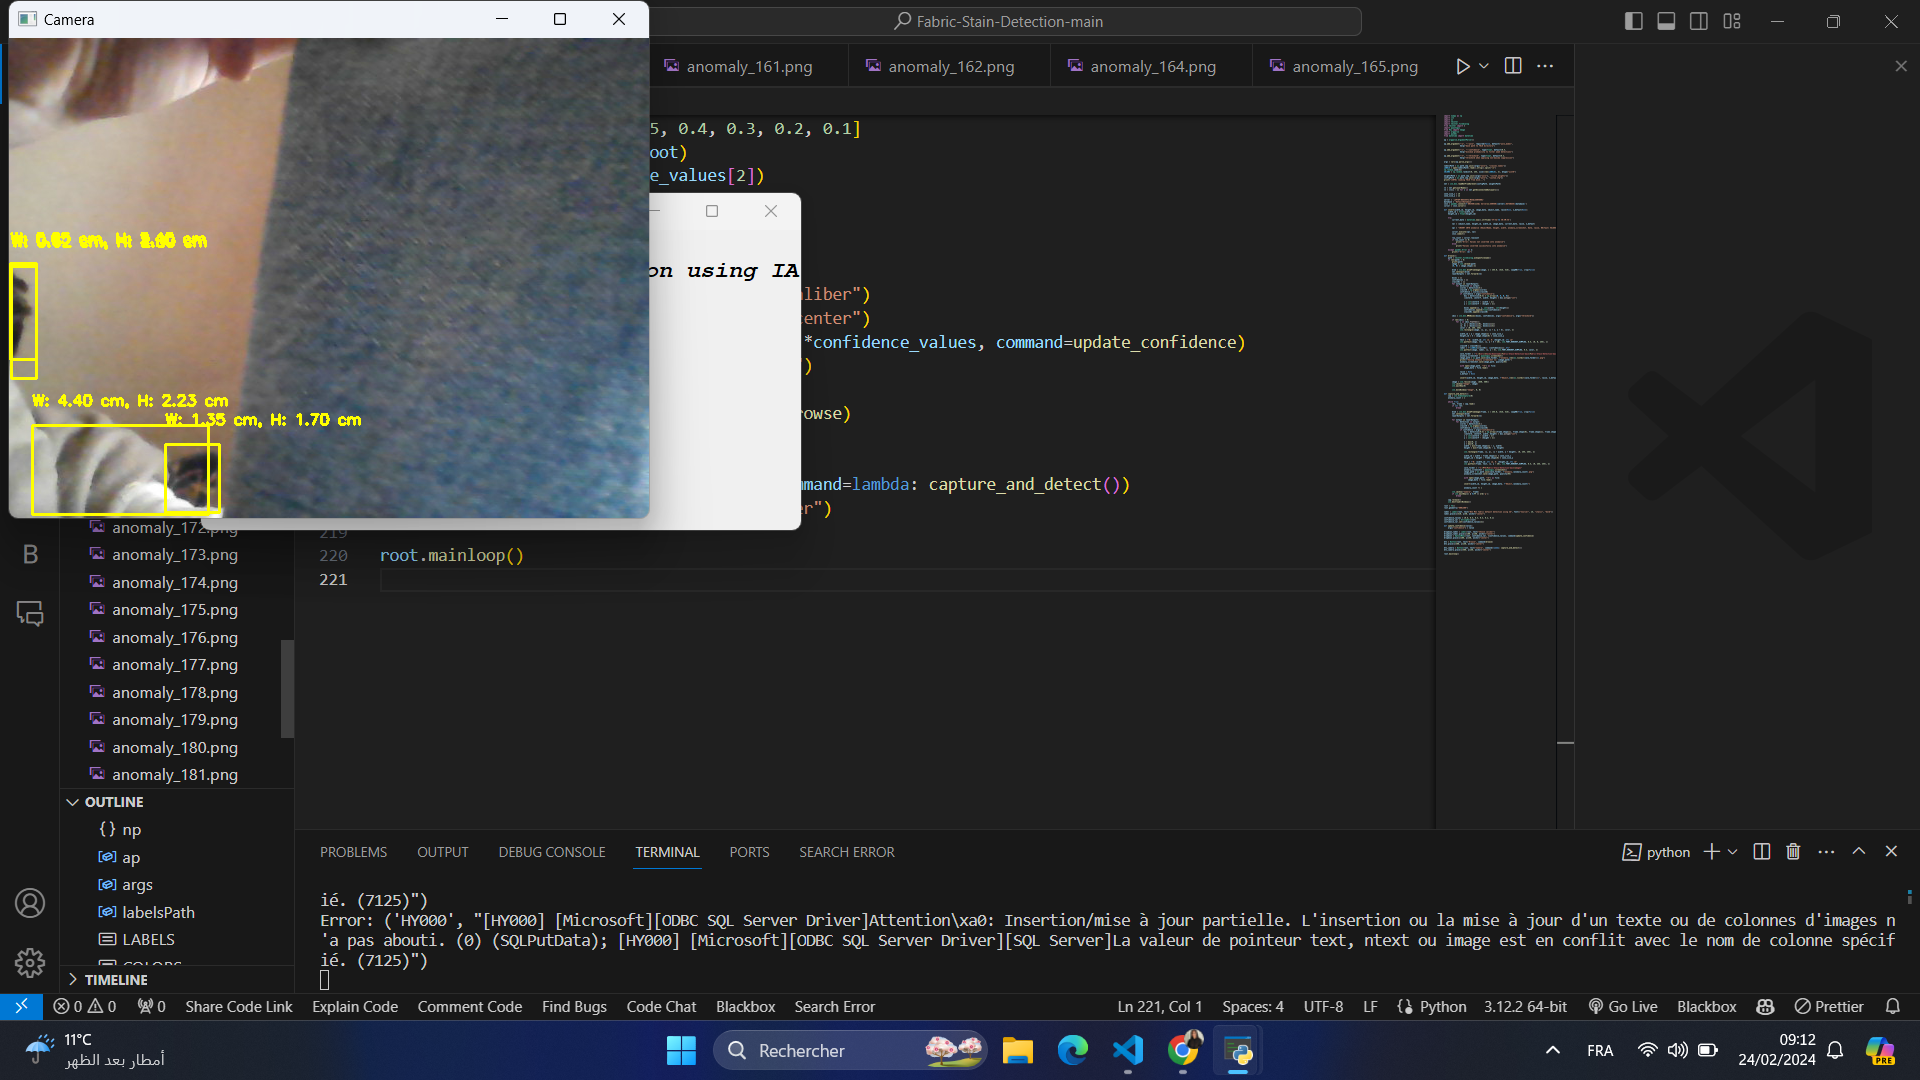 Camera
Fabric-Stain-Detection-main
anomaly_161.png
anomaly_162.png
anomaly_164.png
anomaly_165.png
5, 0.4, 0.3, 0.2, 0.1]
oot)
e_values[2])
on using IA
liber")
center")
*confidence_values, command=update_confidence)
)
rowse)
mmand=lambda: capture_and_detect())
er")
W: 4.40 cm, H: 2.23 cm
W: 1.35 cm, H: 1.70 cm
219
220 root.mainloop()
221
anomaly_172.png
anomaly_173.png
anomaly_174.png
anomaly_175.png
anomaly_176.png
anomaly_177.png
anomaly_178.png
anomaly_179.png
anomaly_180.png
anomaly_181.png
OUTLINE
{} np
ap
args
labelsPath
LABELS
COLORS
TIMELINE
PROBLEMS OUTPUT DEBUG CONSOLE TERMINAL PORTS SEARCH ERROR
python
ié. (7125)")
Error: ('HY000', "[HY000] [Microsoft][ODBC SQL Server Driver]Attention\xa0: Insertion/mise à jour partielle. L'insertion ou la mise à jour d'un texte ou de colonnes d'images n
'a pas abouti. (0) (SQLPutData); [HY000] [Microsoft][ODBC SQL Server Driver][SQL Server]La valeur de pointeur text, ntext ou image est en conflit avec le nom de colonne spécif
ié. (7125)")
0 0 0 Share Code Link Explain Code Comment Code Find Bugs Code Chat Blackbox Search Error
Ln 221, Col 1 Spaces: 4 UTF-8 LF Python 3.12.2 64-bit Go Live Blackbox Prettier
11°C
أمطار بعد الظهر
Rechercher
FRA
09:12
24/02/2024
PRE